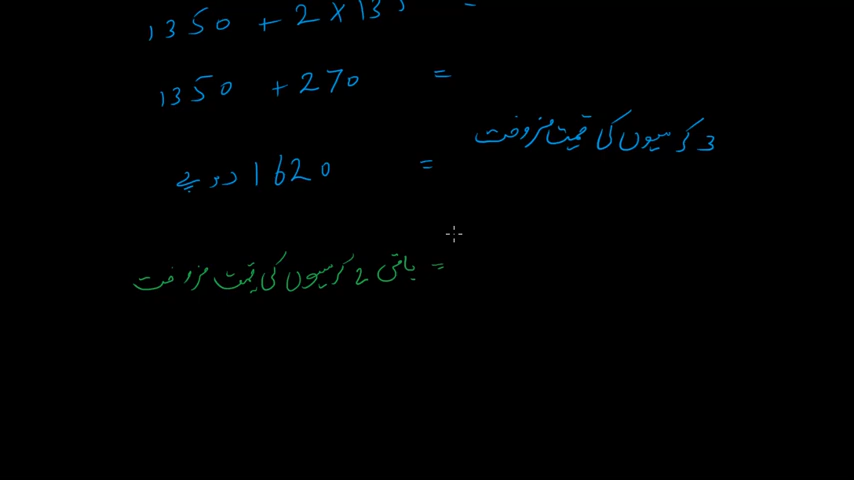 1350 + 2 × 135 =
1350 + 270 =
3 کرسیوں کی قیمت فروخت = 1620 روپے
= باقی 2 کرسیوں کی قیمت فروخت